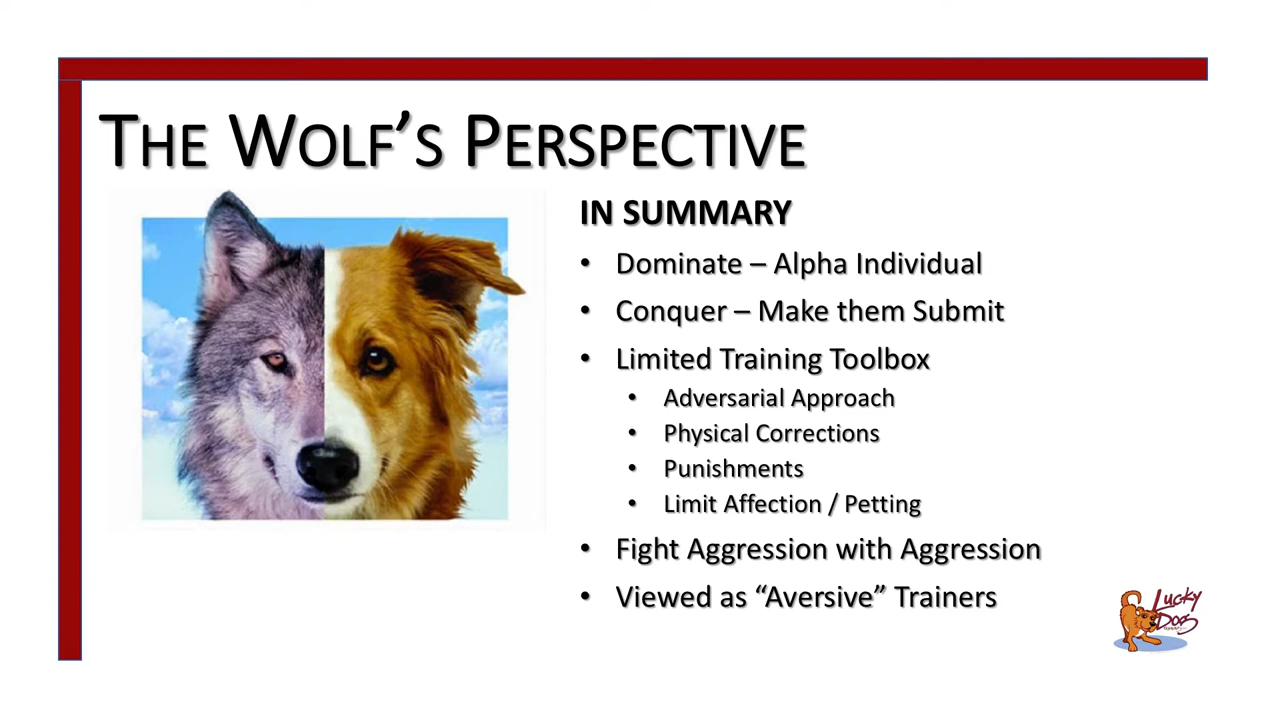 THE WOLF’S PERSPECTIVE
IN SUMMARY
• Dominate – Alpha Individual
• Conquer – Make them Submit
• Limited Training Toolbox
• Adversarial Approach
• Physical Corrections
• Punishments
• Limit Affection / Petting
• Fight Aggression with Aggression
• Viewed as “Aversive” Trainers
Lucky
Dogs